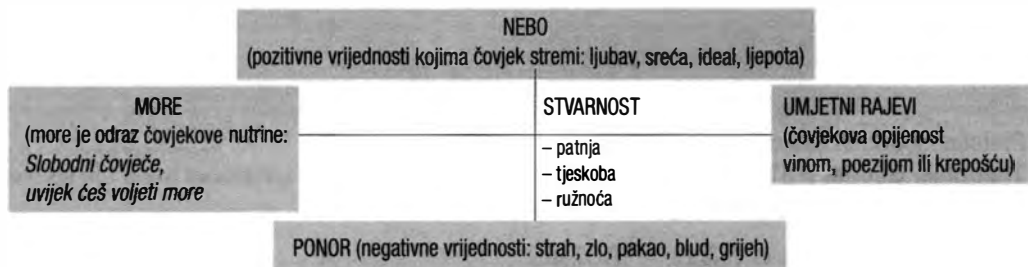 NEBO
(pozitivne vrijednosti kojima čovjek stremi: ljubav, sreća, ideal, ljepota)
MORE
(more je odraz čovjekove nutrine:
Slobodni čovječe,
uvijek ćeš voljeti more
STVARNOST
– patnja
– tjeskoba
– ružnoća
UMJETNI RAJEVI
(čovjekova opijenost
vinom, poezijom ili krepošću)
PONOR (negativne vrijednosti: strah, zlo, pakao, blud, grijeh)